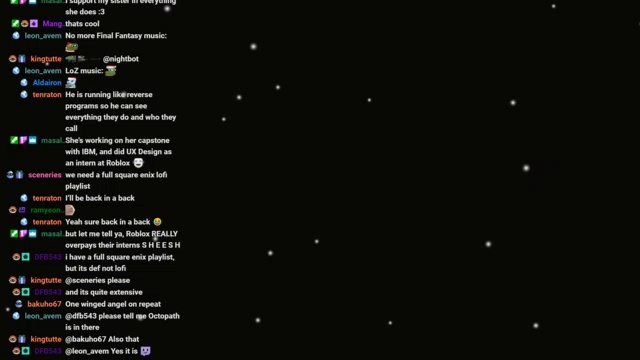 masal. I support my sister in everything
she does :3
Mang. thats cool
leon_avem No more Final Fantasy music:
kingtutte @nightbot
leon_avem LoZ music:
Aldairon
tenraton He is running like reverse
programs so he can see
everything they do and who they
call
masal. She's working on her capstone
with IBM, and did UX Design as
an intern at Roblox
sceneries we need a full square enix lofi
playlist
tenraton I'll be back in a back
ramyeon.
tenraton Yeah sure back in a back
masal. but let me tell ya, Roblox REALLY
overpays their interns S H E E S H
DFB543 i have a full square enix playlist,
but its def not lofi
kingtutte @sceneries please
DFB543 and its quite extensive
bakuho67 One winged angel on repeat
leon_avem @dfb543 please tell me Octopath
is in there
kingtutte @bakuho67 Also that
DFB543 @leon_avem Yes it is